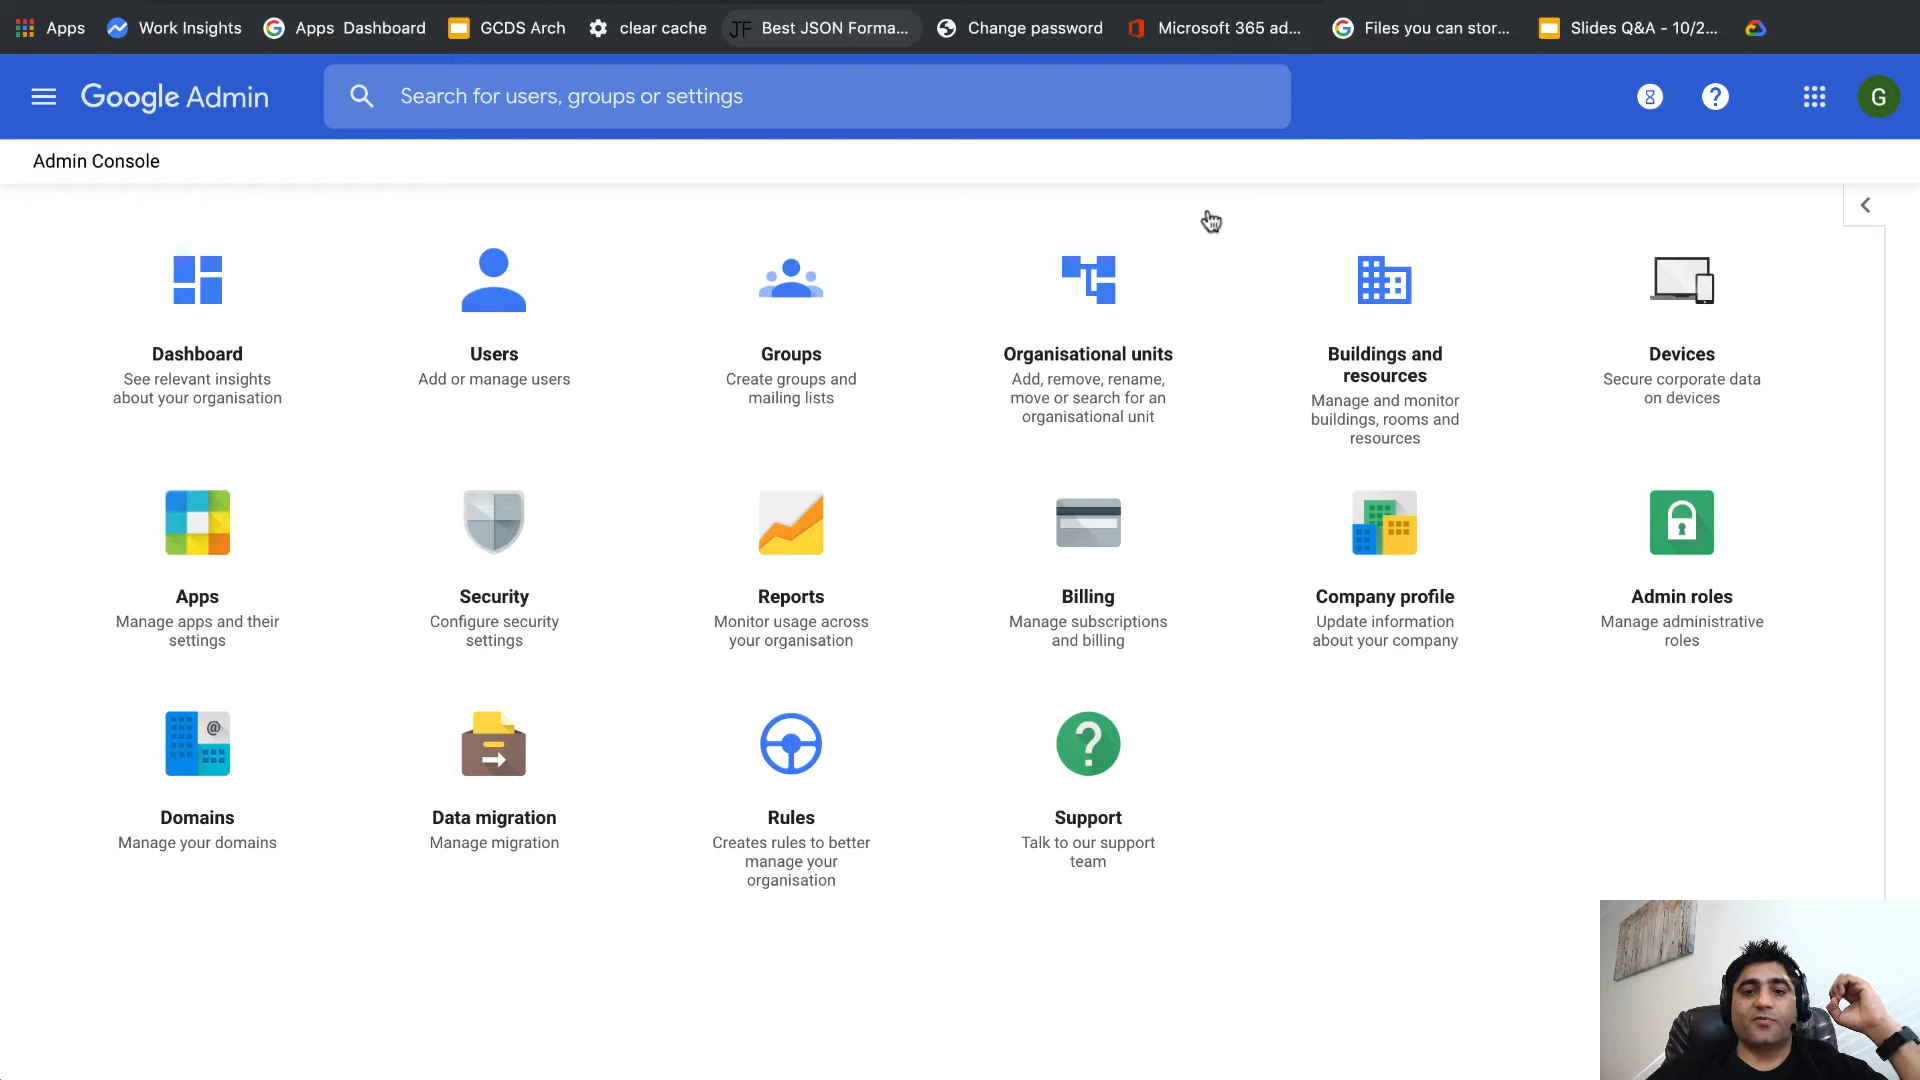 Apps
Work Insights
Apps Dashboard
GCDS Arch
clear cache
JF Best JSON Forma...
Change password
Microsoft 365 ad...
Files you can stor...
Slides Q&A - 10/2...
Google Admin
Search for users, groups or settings
?
G
Admin Console
Dashboard
See relevant insights
about your organisation
Users
Add or manage users
Groups
Create groups and
mailing lists
Organisational units
Add, remove, rename,
move or search for an
organisational unit
Buildings and
resources
Manage and monitor
buildings, rooms and
resources
Devices
Secure corporate data
on devices
Apps
Manage apps and their
settings
Security
Configure security
settings
Reports
Monitor usage across
your organisation
Billing
Manage subscriptions
and billing
Company profile
Update information
about your company
Admin roles
Manage administrative
roles
@
Domains
Manage your domains
Data migration
Manage migration
Rules
Creates rules to better
manage your
organisation
?
Support
Talk to our support
team